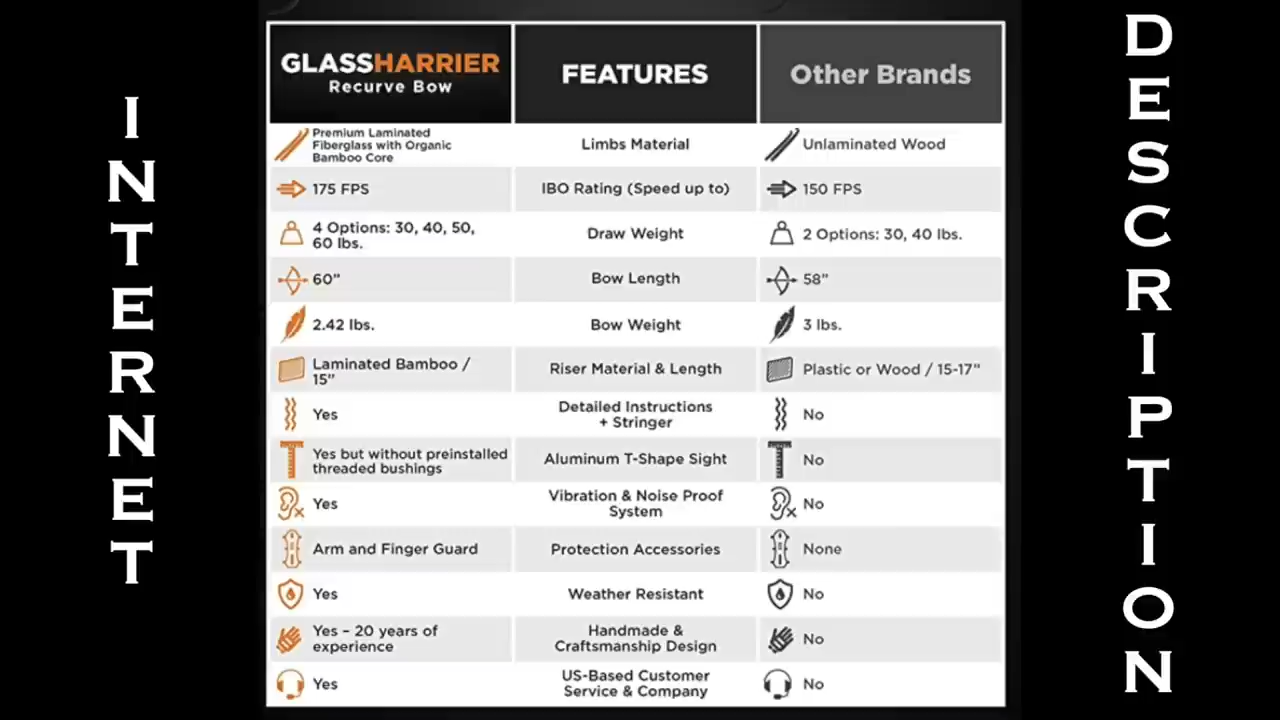 INTERNET
GLASSHARRIER
Recurve Bow
FEATURES
Other Brands
Premium Laminated
Fiberglass with Organic
Bamboo Core
Limbs Material
Unlaminated Wood
175 FPS
IBO Rating (Speed up to)
150 FPS
4 Options: 30, 40, 50,
60 lbs.
Draw Weight
2 Options: 30, 40 lbs.
60”
Bow Length
58”
2.42 lbs.
Bow Weight
3 lbs.
Laminated Bamboo /
15”
Riser Material & Length
Plastic or Wood / 15-17”
Yes
Detailed Instructions
+ Stringer
No
Yes but without preinstalled
threaded bushings
Aluminum T-Shape Sight
No
Yes
Vibration & Noise Proof
System
No
Arm and Finger Guard
Protection Accessories
None
Yes
Weather Resistant
No
Yes – 20 years of
experience
Handmade &
Craftsmanship Design
No
Yes
US-Based Customer
Service & Company
No
DESCRIPTION